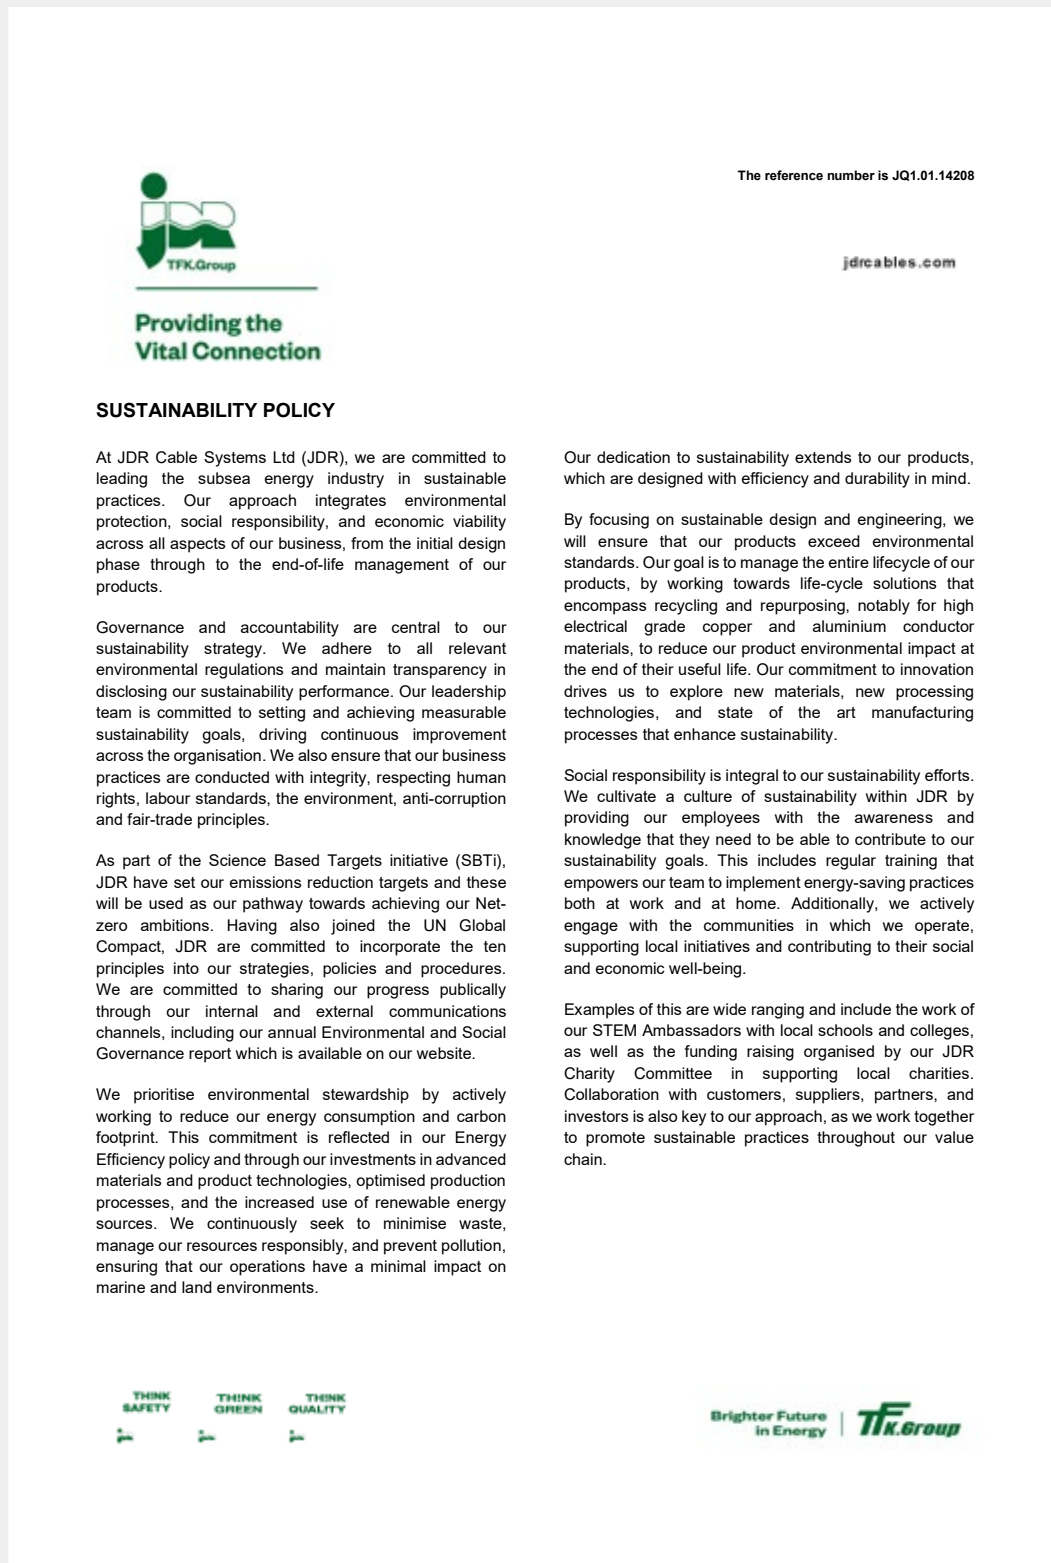 The reference number is JQ1.01.14208
JDR
TFK.Group
jdrcables.com
Providing the
Vital Connection
SUSTAINABILITY POLICY
At JDR Cable Systems Ltd (JDR), we are committed to
leading the subsea energy industry in sustainable
practices. Our approach integrates environmental
protection, social responsibility, and economic viability
across all aspects of our business, from the initial design
phase through to the end-of-life management of our
products.
Governance and accountability are central to our
sustainability strategy. We adhere to all relevant
environmental regulations and maintain transparency in
disclosing our sustainability performance. Our leadership
team is committed to setting and achieving measurable
sustainability goals, driving continuous improvement
across the organisation. We also ensure that our business
practices are conducted with integrity, respecting human
rights, labour standards, the environment, anti-corruption
and fair-trade principles.
As part of the Science Based Targets initiative (SBTi),
JDR have set our emissions reduction targets and these
will be used as our pathway towards achieving our Net-
zero ambitions. Having also joined the UN Global
Compact, JDR are committed to incorporate the ten
principles into our strategies, policies and procedures.
We are committed to sharing our progress publically
through our internal and external communications
channels, including our annual Environmental and Social
Governance report which is available on our website.
We prioritise environmental stewardship by actively
working to reduce our energy consumption and carbon
footprint. This commitment is reflected in our Energy
Efficiency policy and through our investments in advanced
materials and product technologies, optimised production
processes, and the increased use of renewable energy
sources. We continuously seek to minimise waste,
manage our resources responsibly, and prevent pollution,
ensuring that our operations have a minimal impact on
marine and land environments.
Our dedication to sustainability extends to our products,
which are designed with efficiency and durability in mind.
By focusing on sustainable design and engineering, we
will ensure that our products exceed environmental
standards. Our goal is to manage the entire lifecycle of our
products, by working towards life-cycle solutions that
encompass recycling and repurposing, notably for high
electrical grade copper and aluminium conductor
materials, to reduce our product environmental impact at
the end of their useful life. Our commitment to innovation
drives us to explore new materials, new processing
technologies, and state of the art manufacturing
processes that enhance sustainability.
Social responsibility is integral to our sustainability efforts.
We cultivate a culture of sustainability within JDR by
providing our employees with the awareness and
knowledge that they need to be able to contribute to our
sustainability goals. This includes regular training that
empowers our team to implement energy-saving practices
both at work and at home. Additionally, we actively
engage with the communities in which we operate,
supporting local initiatives and contributing to their social
and economic well-being.
Examples of this are wide ranging and include the work of
our STEM Ambassadors with local schools and colleges,
as well as the funding raising organised by our JDR
Charity Committee in supporting local charities.
Collaboration with customers, suppliers, partners, and
investors is also key to our approach, as we work together
to promote sustainable practices throughout our value
chain.
THINK
SAFETY
THINK
GREEN
THINK
QUALITY
Brighter Future
in Energy
TFK.Group